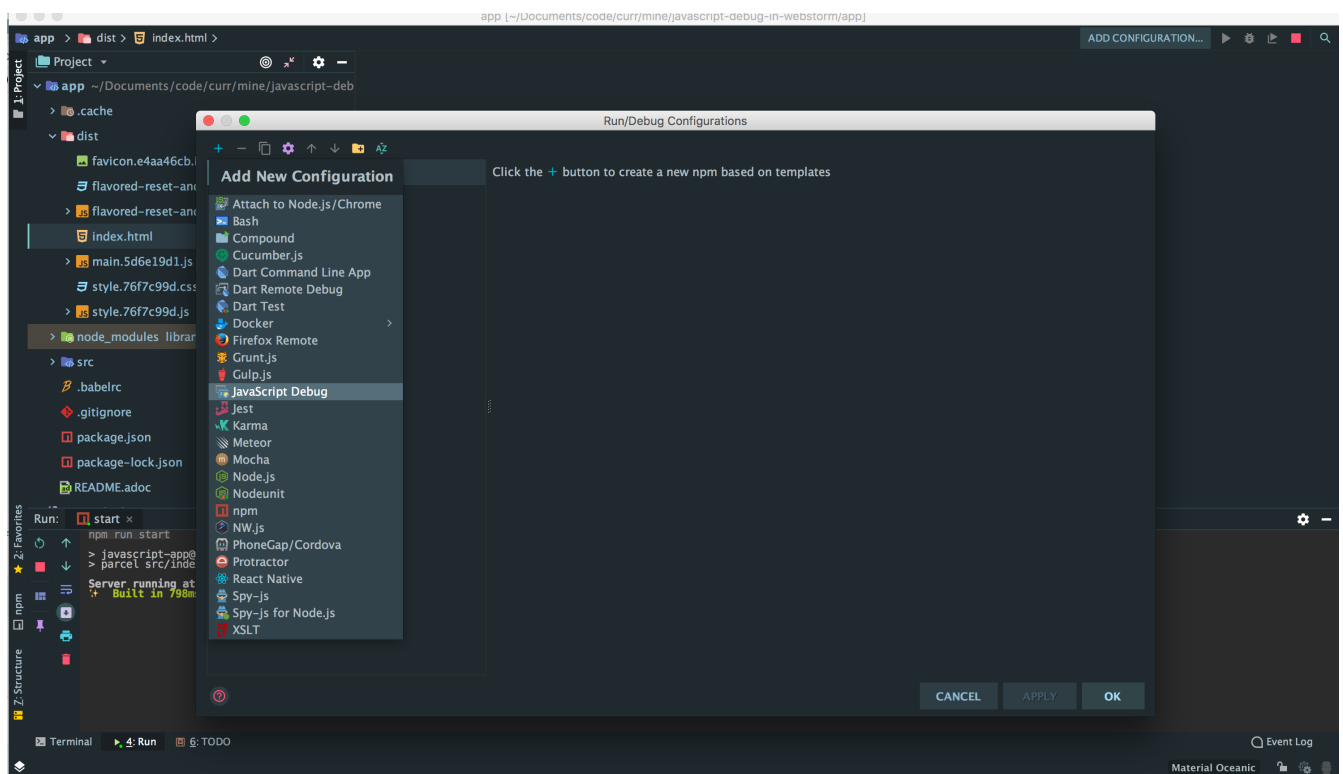 app [~/Documents/code/curr/mine/javascript-debug-in-webstorm/app]
app > dist > index.html >
ADD CONFIGURATION...
Project
1: Project
app ~/Documents/code/curr/mine/javascript-deb
.cache
dist
favicon.e4aa46cb.
flavored-reset-an
flavored-reset-an
index.html
main.5d6e19d1.js
style.76f7c99d.css
style.76f7c99d.js
node_modules librar
src
.babelrc
.gitignore
package.json
package-lock.json
README.adoc
Run/Debug Configurations
Add New Configuration
Click the + button to create a new npm based on templates
Attach to Node.js/Chrome
Bash
Compound
Cucumber.js
Dart Command Line App
Dart Remote Debug
Dart Test
Docker
Firefox Remote
Grunt.js
Gulp.js
JavaScript Debug
Jest
Karma
Meteor
Mocha
Node.js
Nodeunit
npm
NW.js
PhoneGap/Cordova
Protractor
React Native
Spy-js
Spy-js for Node.js
XSLT
CANCEL
APPLY
OK
2: Favorites
npm
Z: Structure
Run:
start ×
npm run start
> javascript-app@
> parcel src/inde
Server running at
Built in 798ms
Terminal
4: Run
6: TODO
Event Log
Material Oceanic